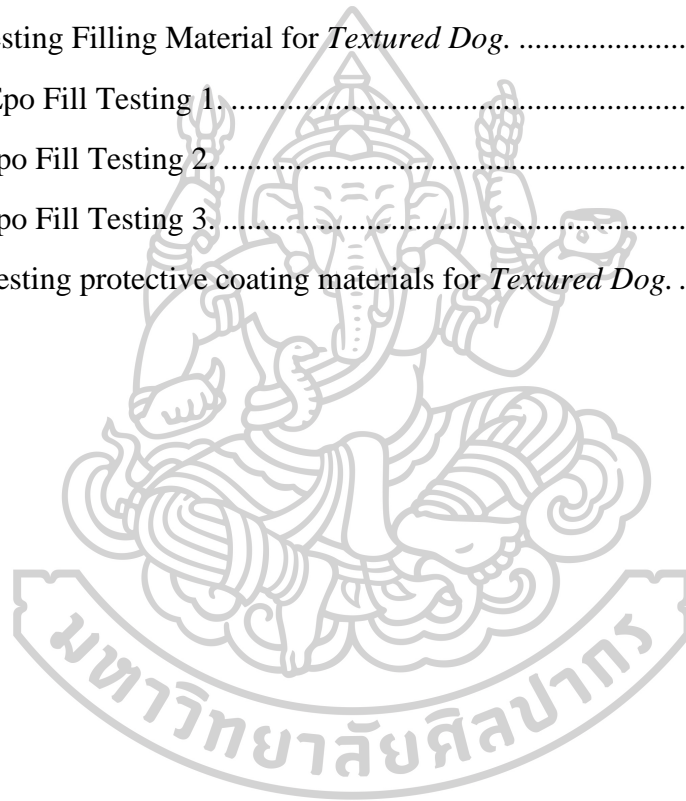 esting Filling Material for Textured Dog. ........................
Epo Fill Testing 1. ..................................................................
po Fill Testing 2. ...................................................................
po Fill Testing 3. ...................................................................
esting protective coating materials for Textured Dog. .
มหาวิทยาลัยศิลปากร